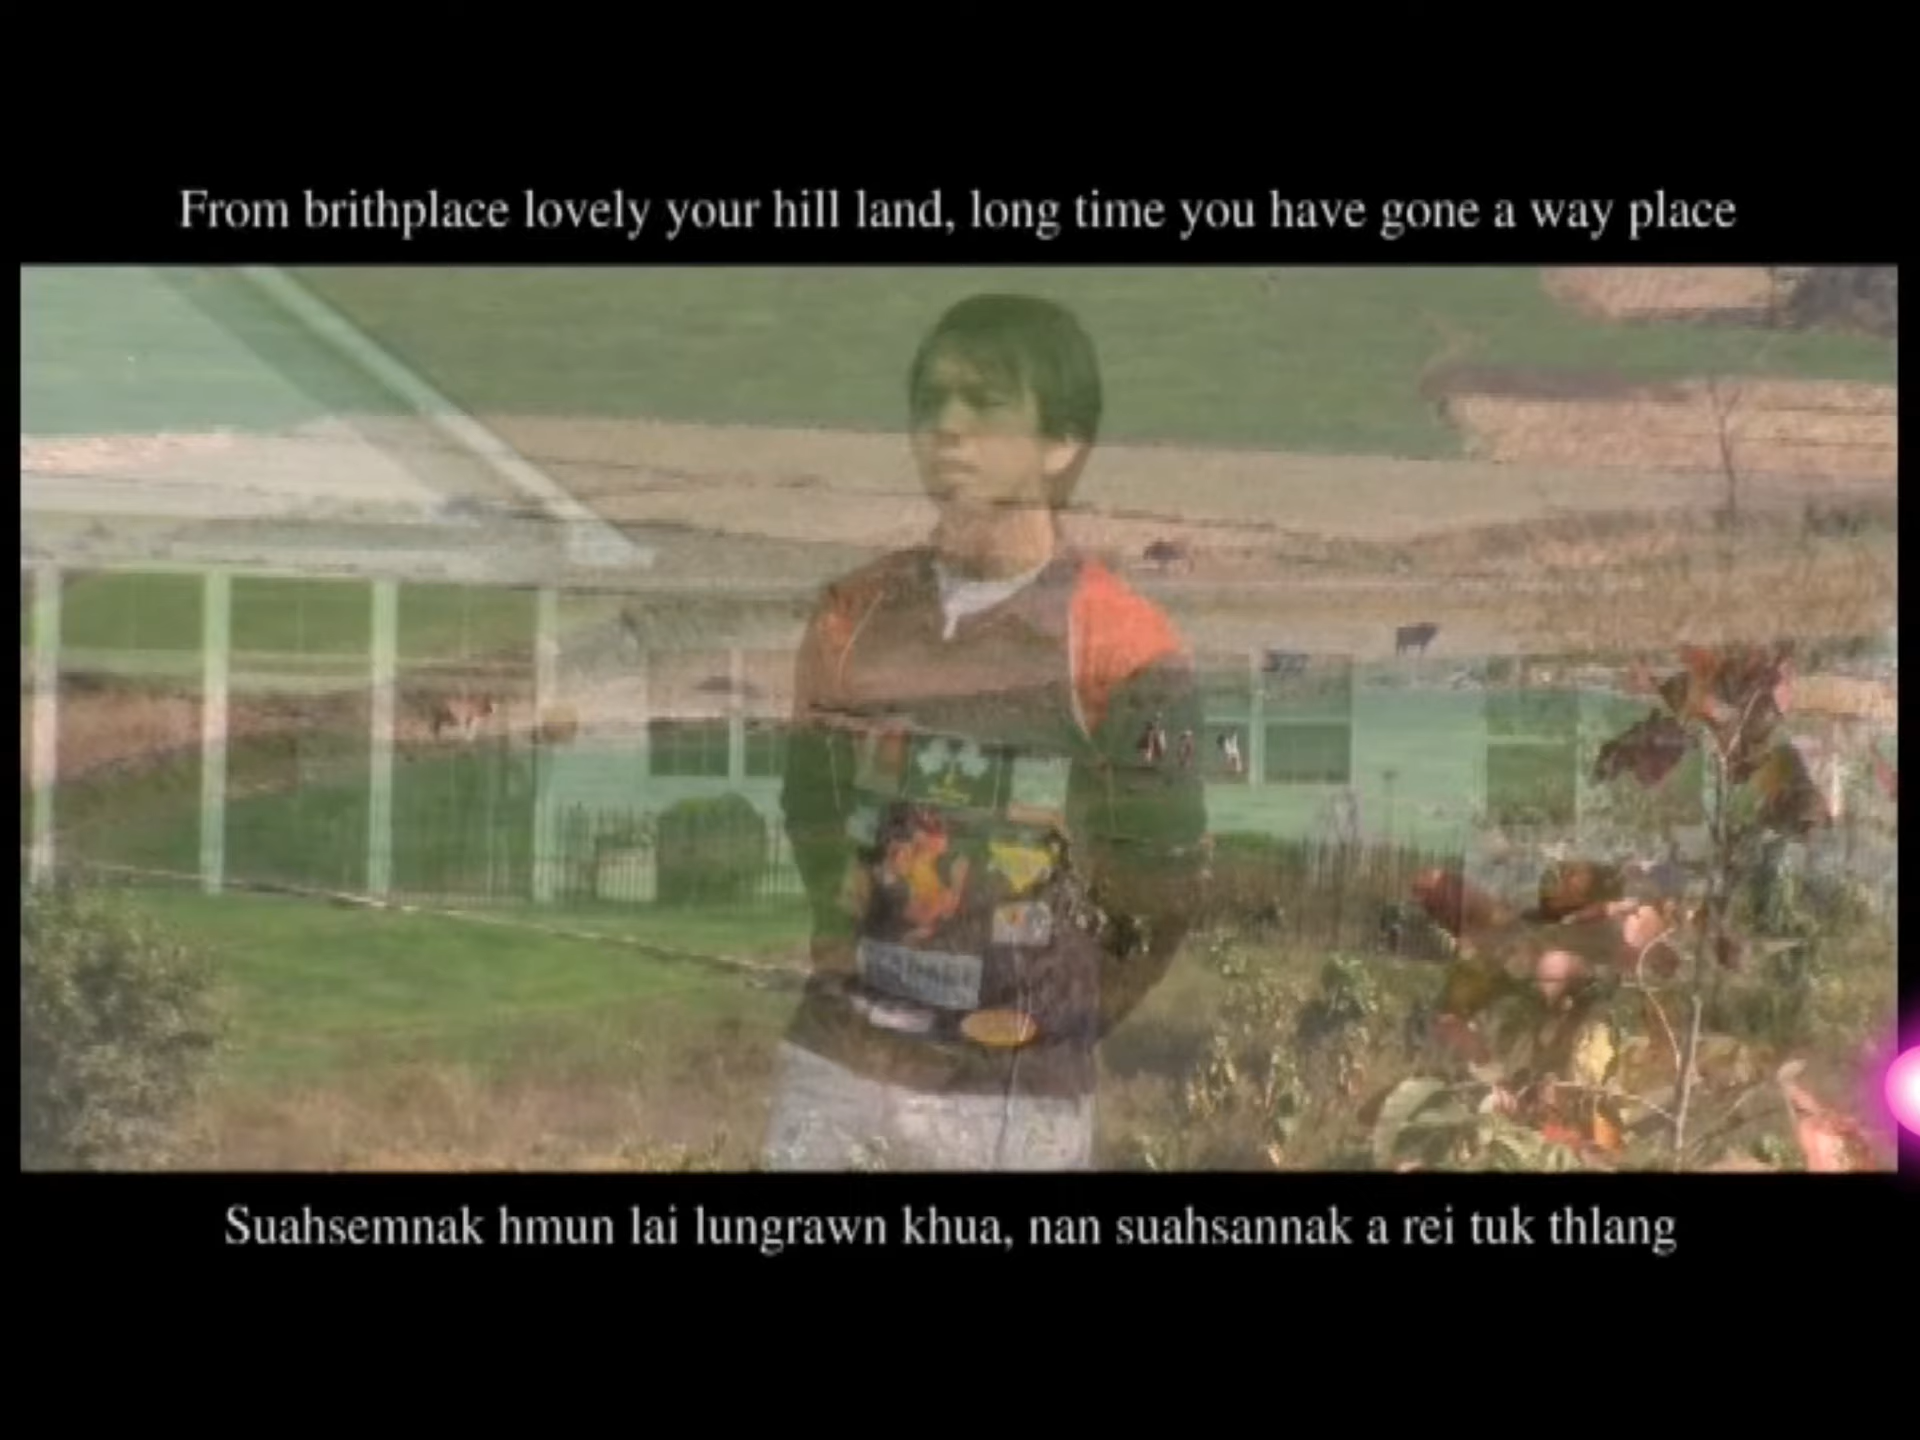 From brithplace lovely your hill land, long time you have gone a way place
Suahsemnak hmun lai lungrawn khua, nan suahsannak a rei tuk thlang